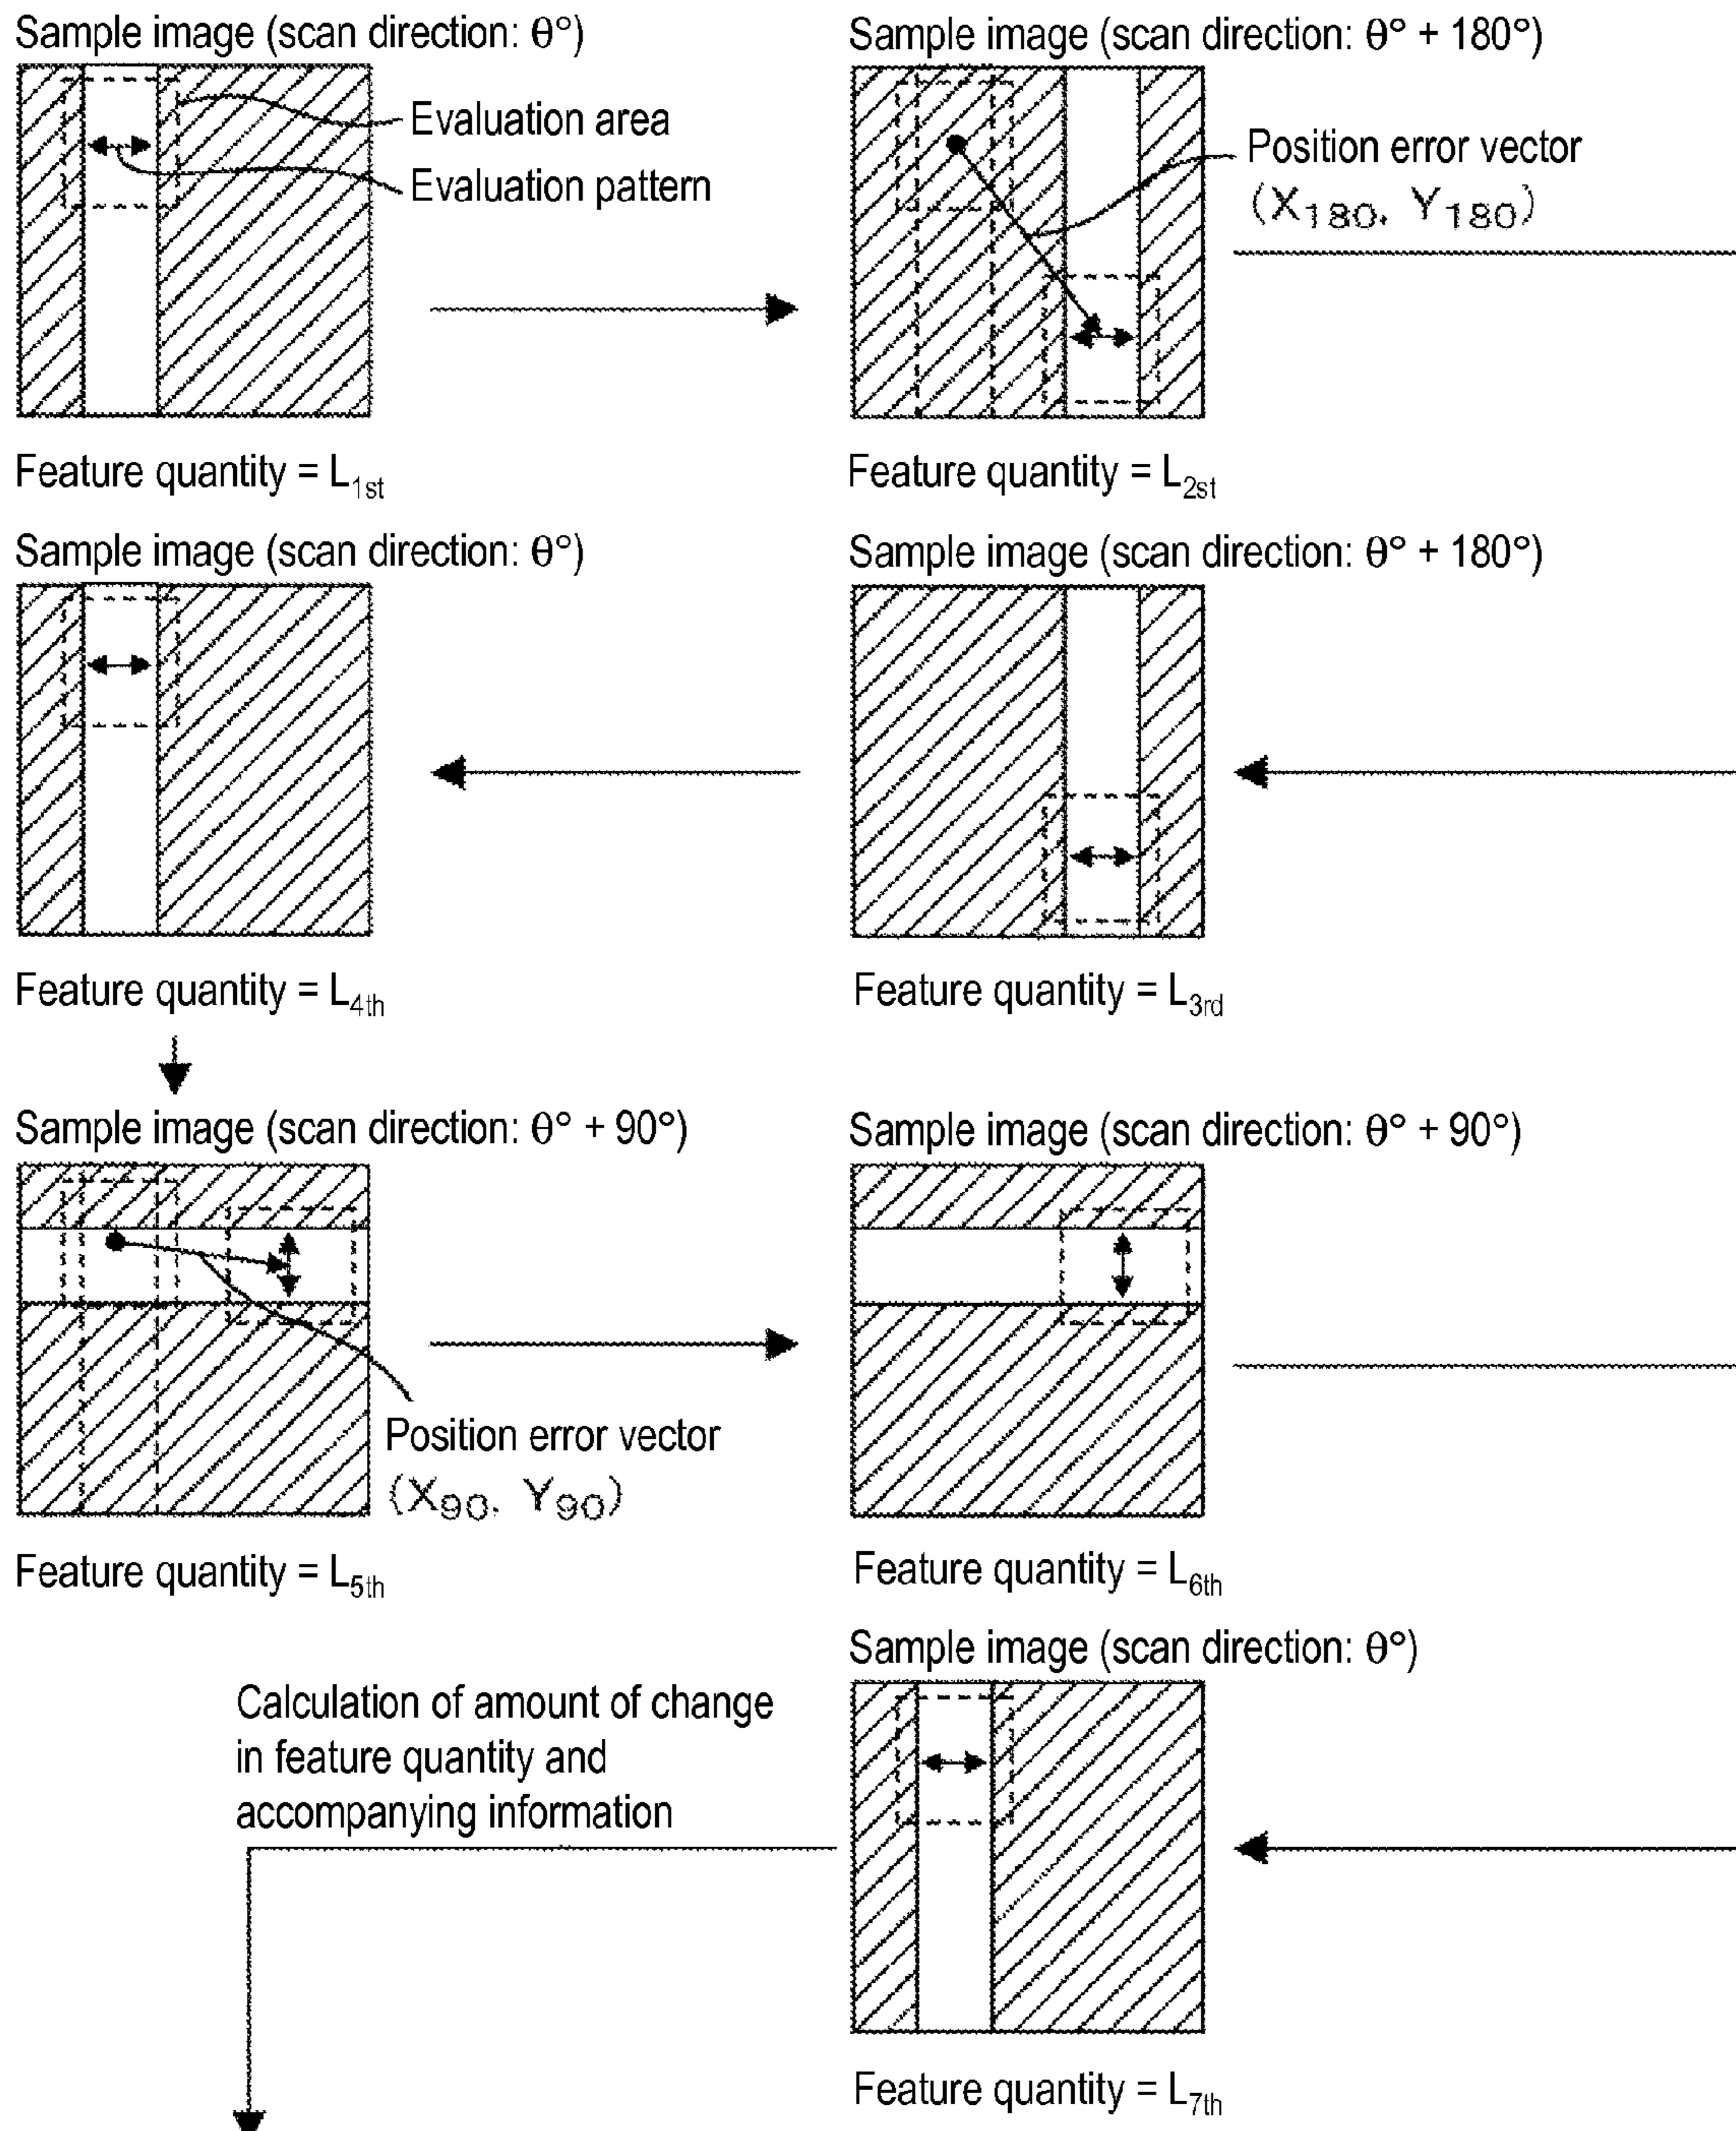 Sample image (scan direction: θ°)
Evaluation area
Evaluation pattern
Feature quantity = L1st
Sample image (scan direction: θ° + 180°)
Position error vector
(X180, Y180)
Feature quantity = L2st
Sample image (scan direction: θ°)
Feature quantity = L4th
Sample image (scan direction: θ° + 180°)
Feature quantity = L3rd
Sample image (scan direction: θ° + 90°)
Position error vector
(X90, Y90)
Feature quantity = L5th
Sample image (scan direction: θ° + 90°)
Feature quantity = L6th
Calculation of amount of change
in feature quantity and
accompanying information
Sample image (scan direction: θ°)
Feature quantity = L7th